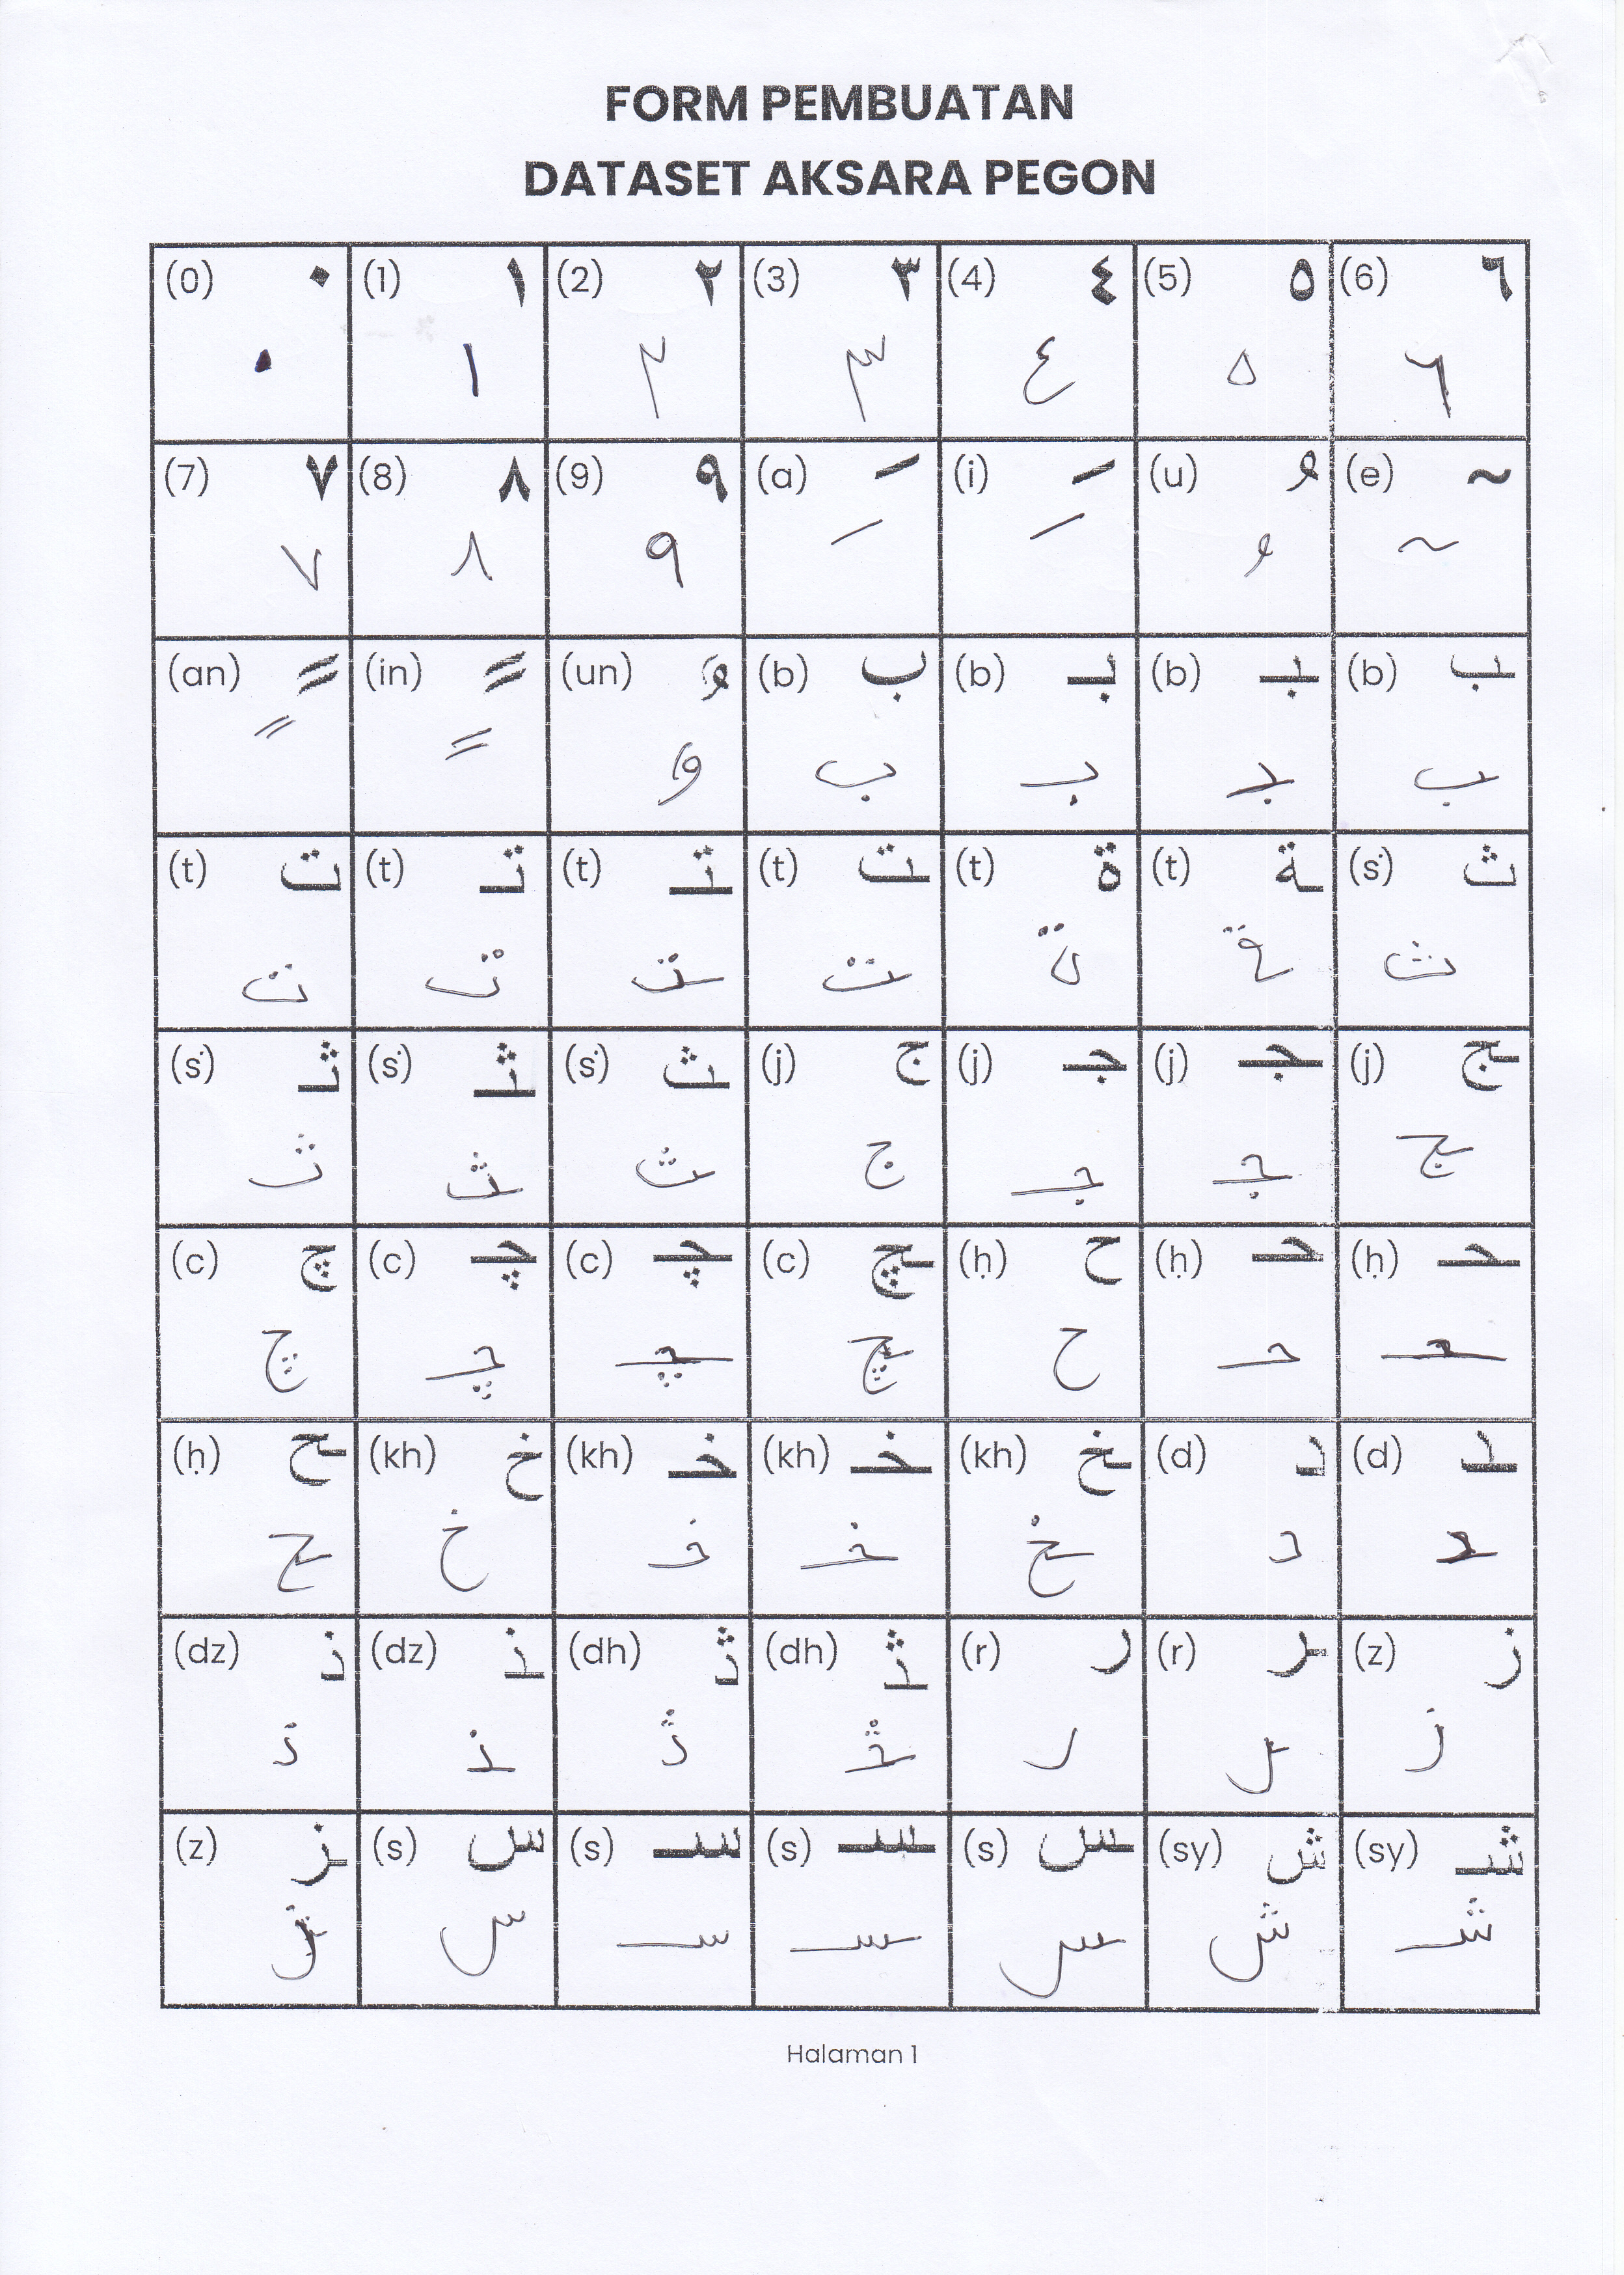 FORM PEMBUATAN
DATASET AKSARA PEGON
(0) ٠ (1) ١ (2) ٢ (3) ٣ (4) ٤ (5) ٥ (6) ٦
٠ ١ ٢ ٣ ٤ ٥ ٦
(7) ٧ (8) ٨ (9) ٩ (a) َ (i) َ (u) ُ (e) ~
٧ ٨ ٩ َ َ ُ ~
(an) ً (in) ً (un) ٌ (b) ب (b) بـ (b) ـبـ (b) ـب
ً ً ٌ ب بـ ـبـ ـب
(t) ت (t) تـ (t) ـتـ (t) ـت (t) ة (t) ـة (ṡ) ث
ت تـ ـتـ ـت ة ـة ث
(ṡ) ثـ (ṡ) ـثـ (ṡ) ـث (j) ج (j) جـ (j) ـجـ (j) ـج
ثـ ـثـ ـث ج جـ ـجـ ـج
(c) چ (c) چـ (c) ـچـ (c) ـچ (ḥ) ح (ḥ) حـ (ḥ) ـحـ
چ چـ ـچـ ـچ ح حـ ـحـ
(ḥ) ـح (kh) خ (kh) خـ (kh) ـخـ (kh) ـخ (d) د (d) ـد
ـح خ خـ ـخـ ـخ د ـد
(dz) ذ (dz) ـذ (dh) ڎ (dh) ـڎ (r) ر (r) ـر (z) ز
ذ ـذ ڎ ـڎ ر ـر ز
(z) ـز (s) س (s) سـ (s) ـسـ (s) ـس (sy) ش (sy) شـ
ـز س سـ ـسـ ـس ش شـ
Halaman 1